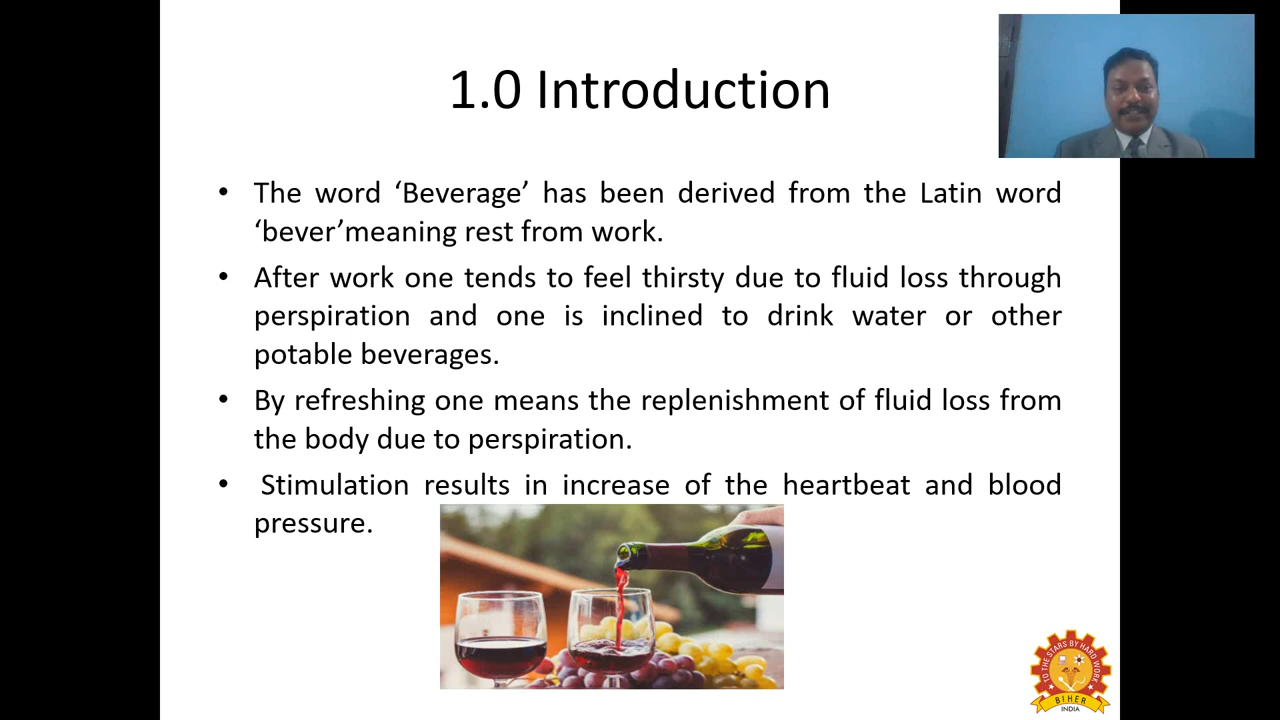 1.0 Introduction
• The word ‘Beverage’ has been derived from the Latin word
‘bever’meaning rest from work.
• After work one tends to feel thirsty due to fluid loss through
perspiration and one is inclined to drink water or other
potable beverages.
• By refreshing one means the replenishment of fluid loss from
the body due to perspiration.
• Stimulation results in increase of the heartbeat and blood
pressure.
TO THE STARS BY HARD WORK
BIHER
INDIA